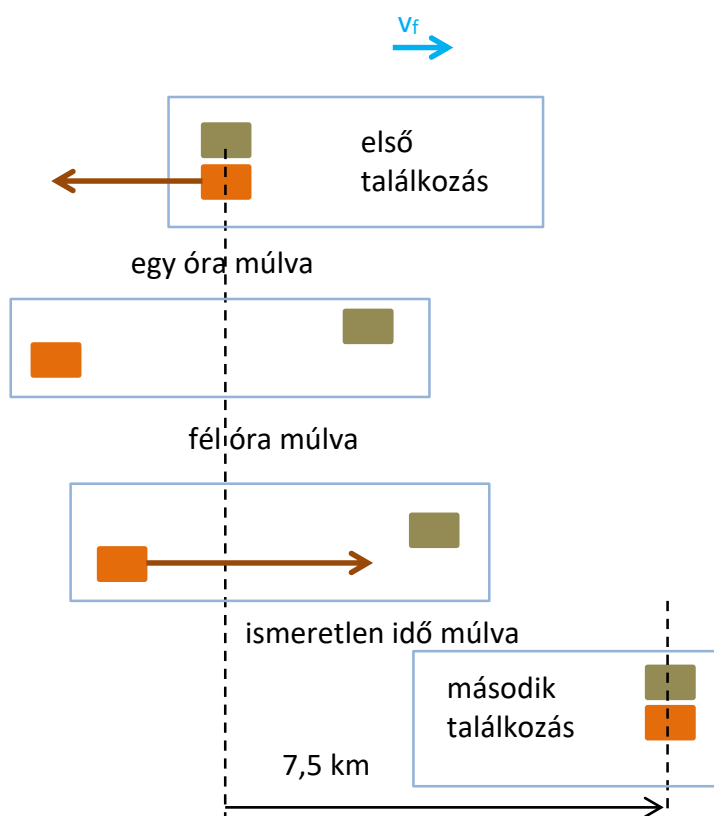 vf
első
találkozás
egy óra múlva
fél óra múlva
ismeretlen idő múlva
második
találkozás
7,5 km